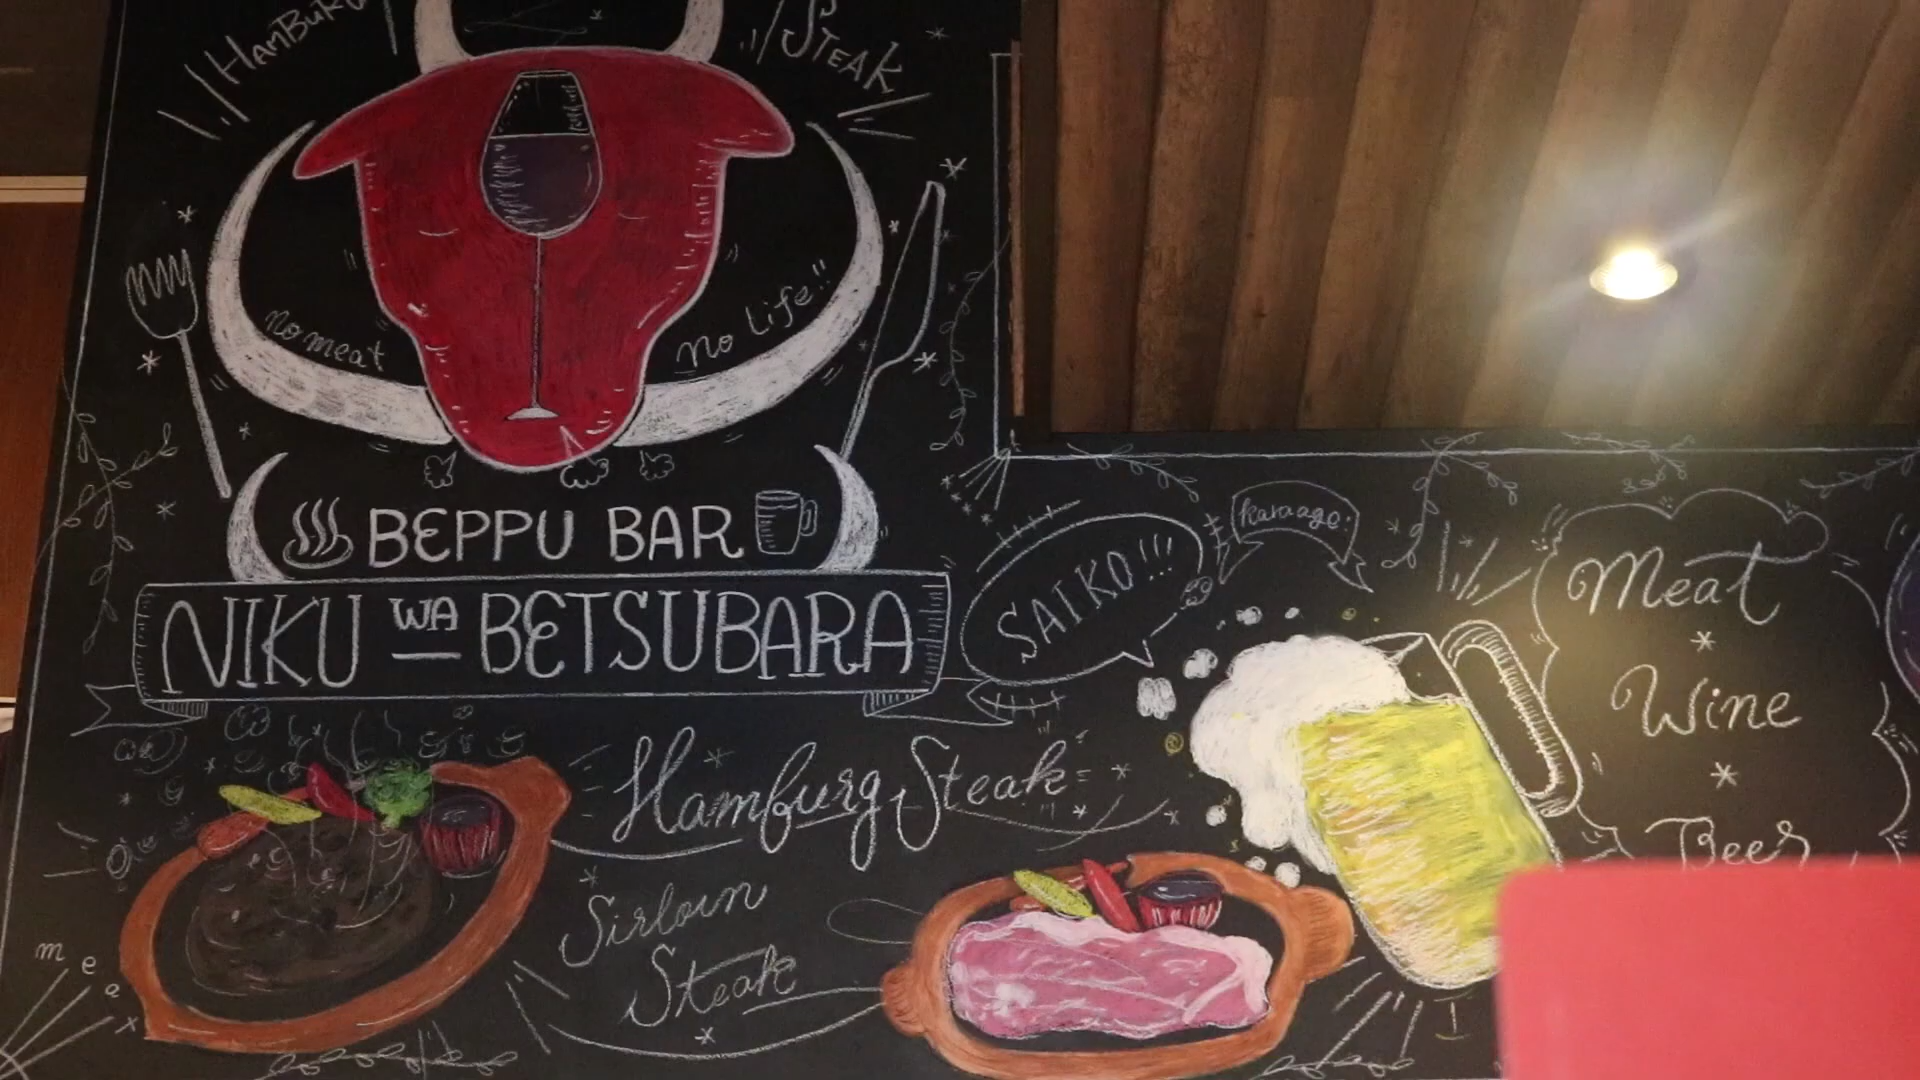 STEAK
no meat
no Life!!
BEPPU BAR
NIKU WA BETSUBARA
SAIKO!!!
karaage:
Meat
Wine
Beer
Hamburg Steak
Sirloin
Steak